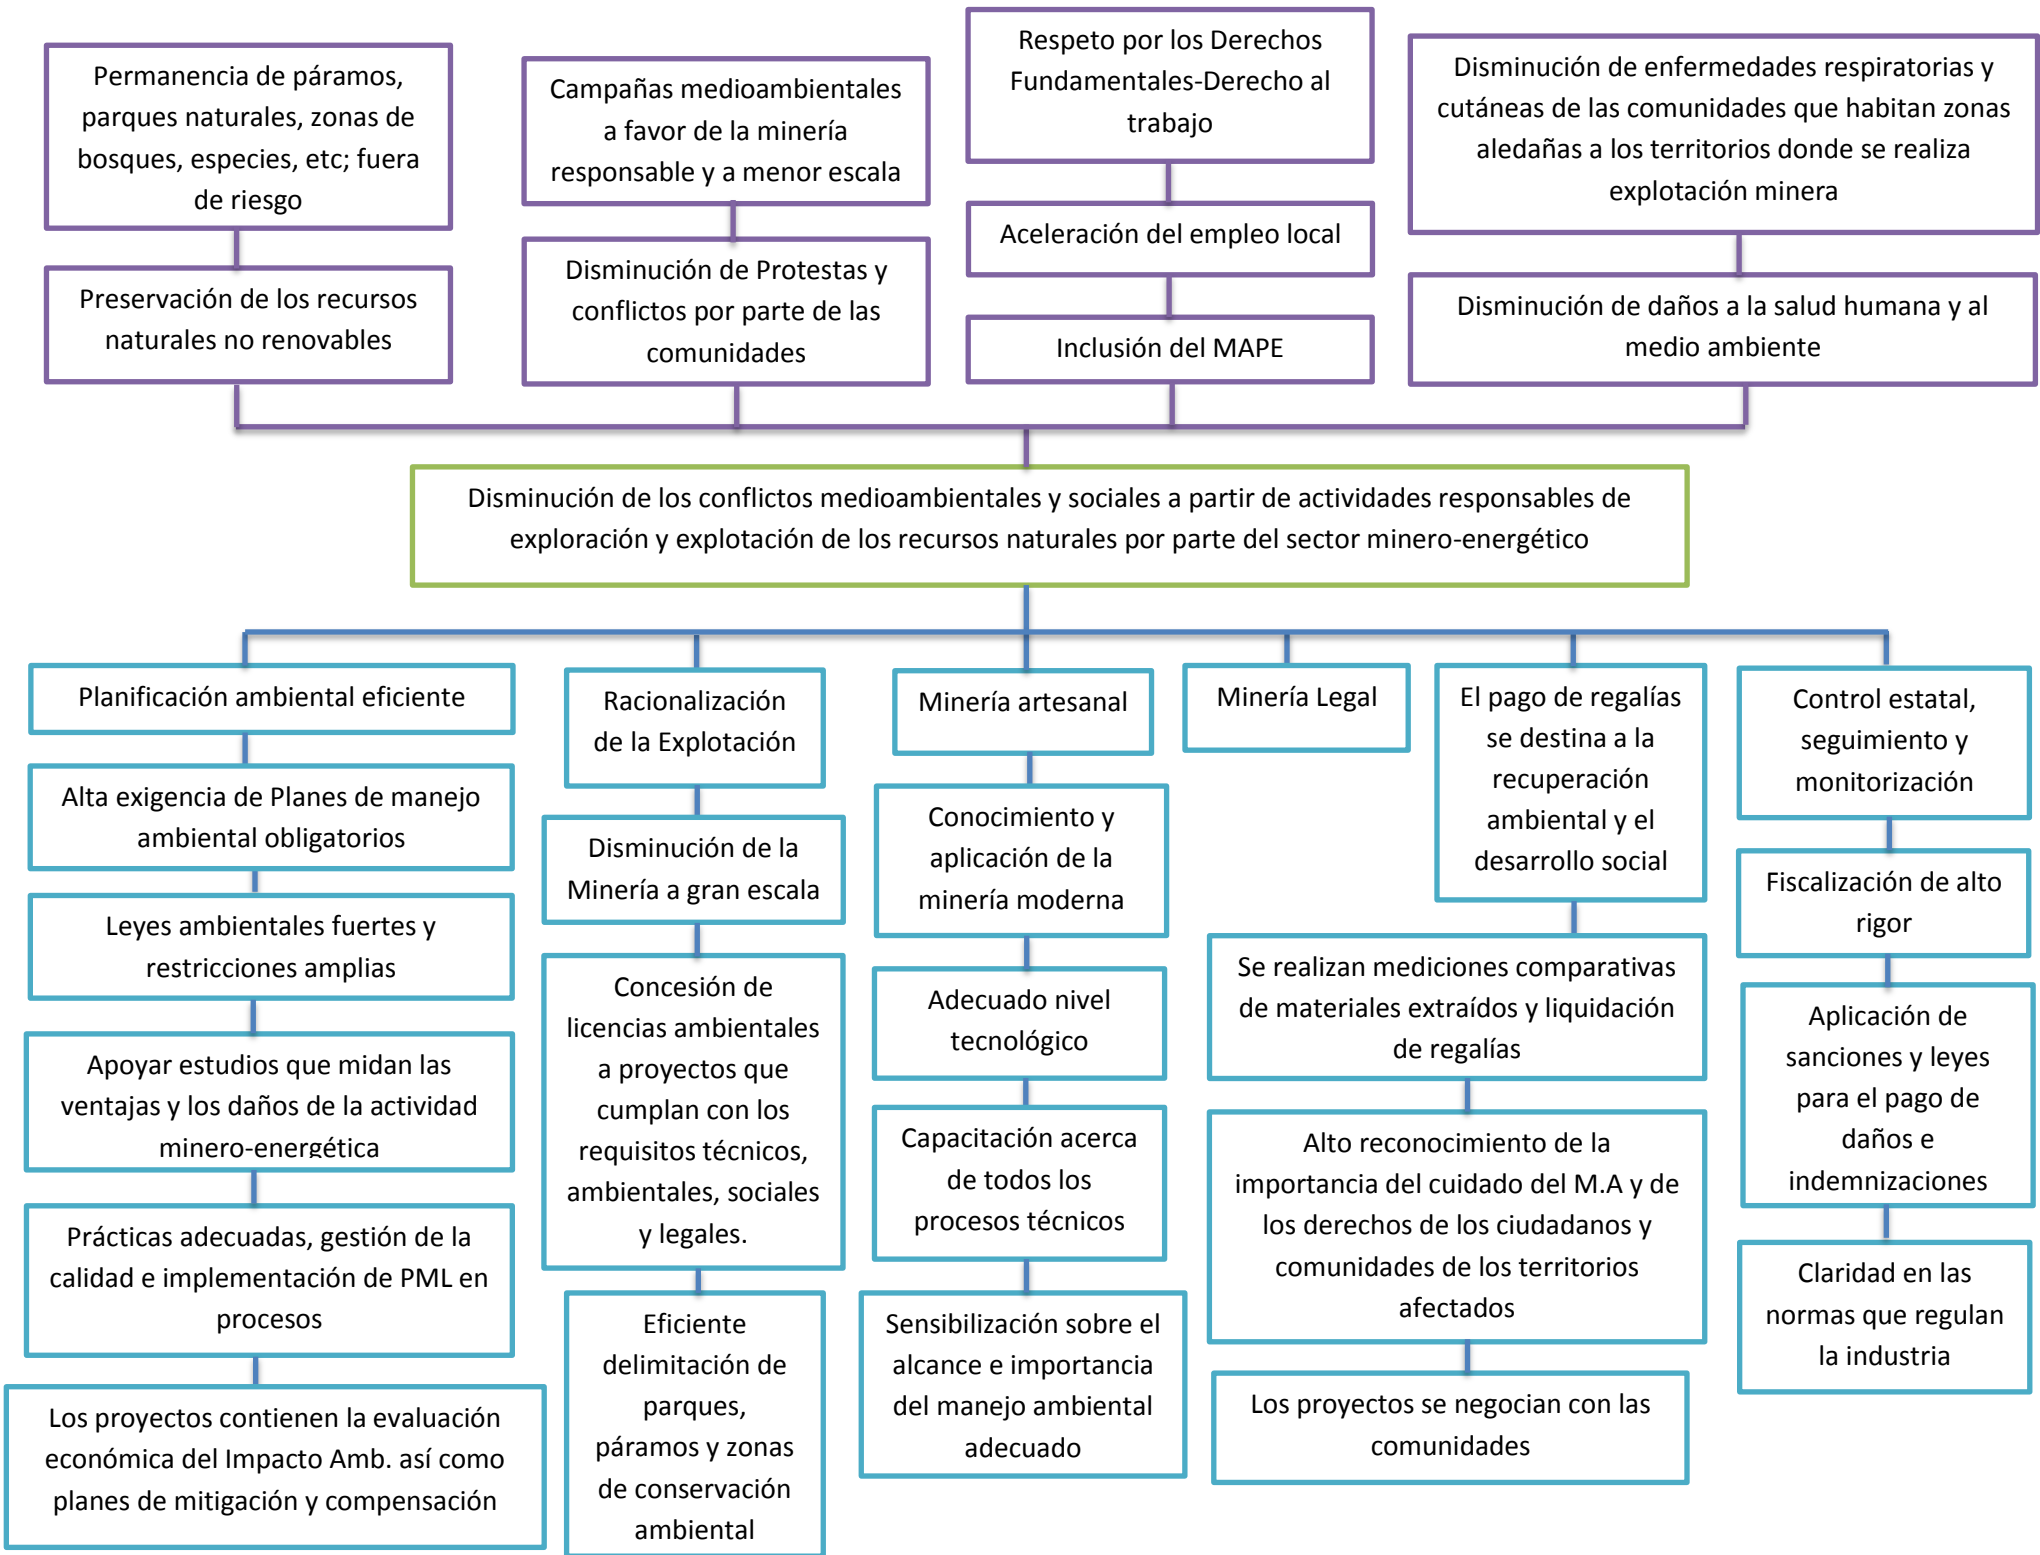 Permanencia de páramos,
parques naturales, zonas de
bosques, especies, etc; fuera
de riesgo
Campañas medioambientales
a favor de la minería
responsable y a menor escala
Respeto por los Derechos
Fundamentales-Derecho al
trabajo
Disminución de enfermedades respiratorias y
cutáneas de las comunidades que habitan zonas
aledañas a los territorios donde se realiza
explotación minera
Preservación de los recursos
naturales no renovables
Disminución de Protestas y
conflictos por parte de las
comunidades
Aceleración del empleo local
Inclusión del MAPE
Disminución de daños a la salud humana y al
medio ambiente
Disminución de los conflictos medioambientales y sociales a partir de actividades responsables de
exploración y explotación de los recursos naturales por parte del sector minero-energético
Planificación ambiental eficiente
Alta exigencia de Planes de manejo
ambiental obligatorios
Leyes ambientales fuertes y
restricciones amplias
Apoyar estudios que midan las
ventajas y los daños de la actividad
minero-energética
Prácticas adecuadas, gestión de la
calidad e implementación de PML en
procesos
Los proyectos contienen la evaluación
económica del Impacto Amb. así como
planes de mitigación y compensación
Racionalización
de la Explotación
Disminución de la
Minería a gran escala
Concesión de
licencias ambientales
a proyectos que
cumplan con los
requisitos técnicos,
ambientales, sociales
y legales.
Eficiente
delimitación de
parques,
páramos y zonas
de conservación
ambiental
Minería artesanal
Conocimiento y
aplicación de la
minería moderna
Adecuado nivel
tecnológico
Capacitación acerca
de todos los
procesos técnicos
Sensibilización sobre el
alcance e importancia
del manejo ambiental
adecuado
Minería Legal
El pago de regalías
se destina a la
recuperación
ambiental y el
desarrollo social
Se realizan mediciones comparativas
de materiales extraídos y liquidación
de regalías
Alto reconocimiento de la
importancia del cuidado del M.A y de
los derechos de los ciudadanos y
comunidades de los territorios
afectados
Los proyectos se negocian con las
comunidades
Control estatal,
seguimiento y
monitorización
Fiscalización de alto
rigor
Aplicación de
sanciones y leyes
para el pago de
daños e
indemnizaciones
Claridad en las
normas que regulan
la industria